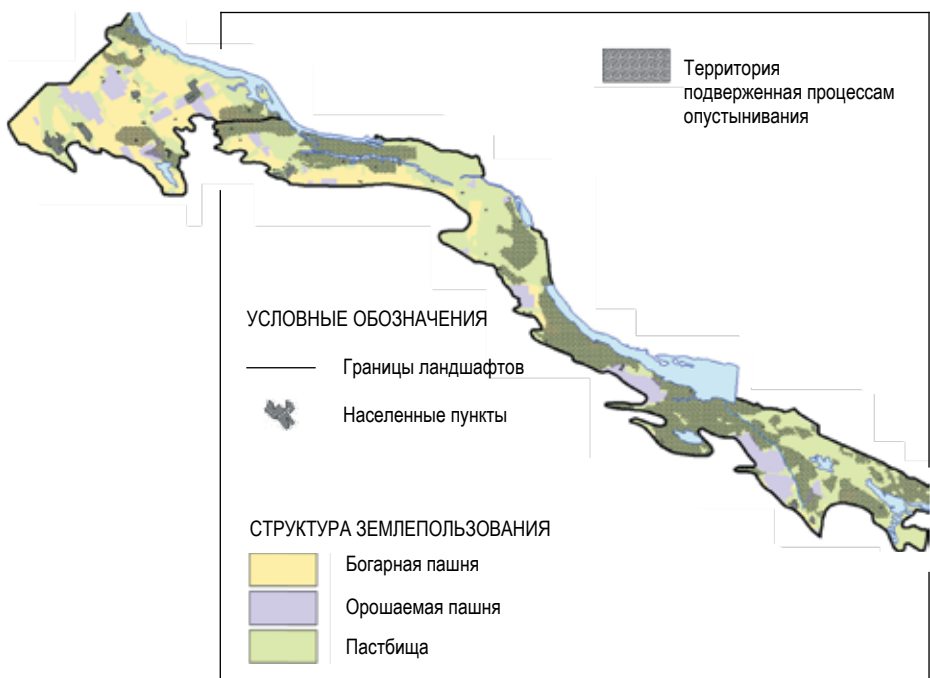 Территория
подверженная процессам
опустынивания
УСЛОВНЫЕ ОБОЗНАЧЕНИЯ
Границы ландшафтов
Населенные пункты
СТРУКТУРА ЗЕМЛЕПОЛЬЗОВАНИЯ
Богарная пашня
Орошаемая пашня
Пастбища